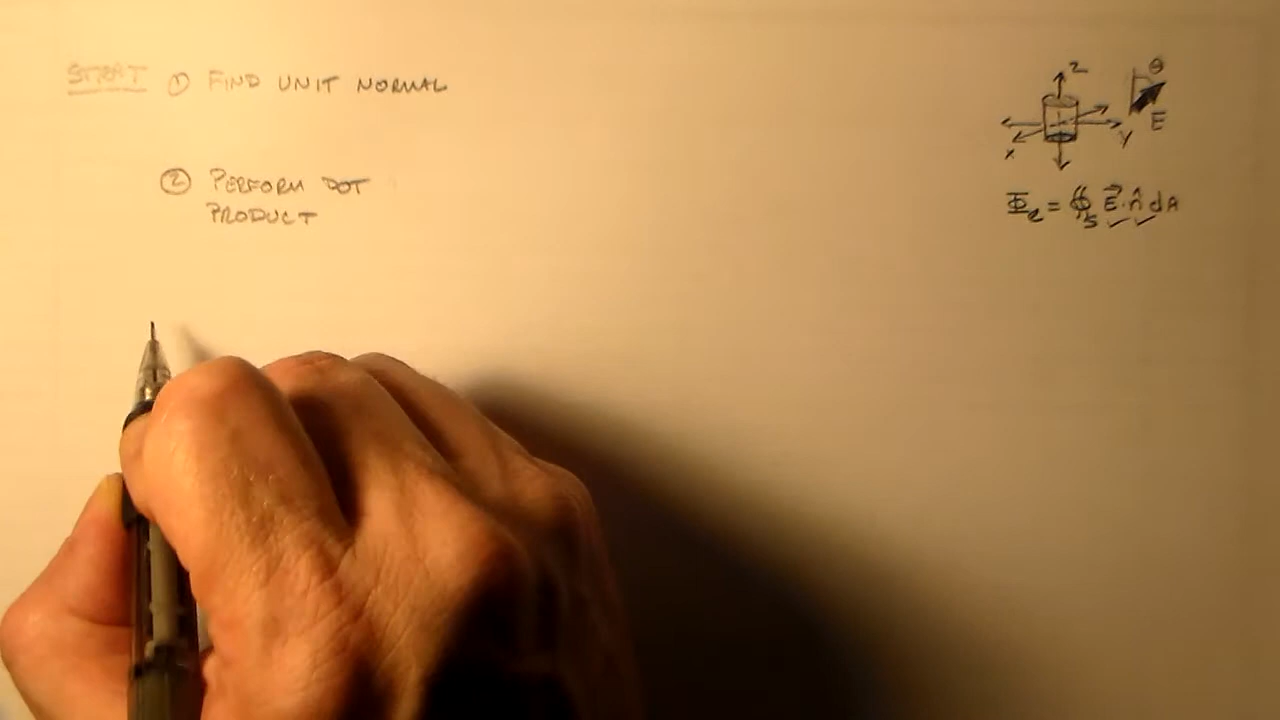 START ① FIND UNIT NORMAL
② PERFORM DOT
PRODUCT
z
θ
E
y
x
Φe = ∯S E⃗·n̂ dA